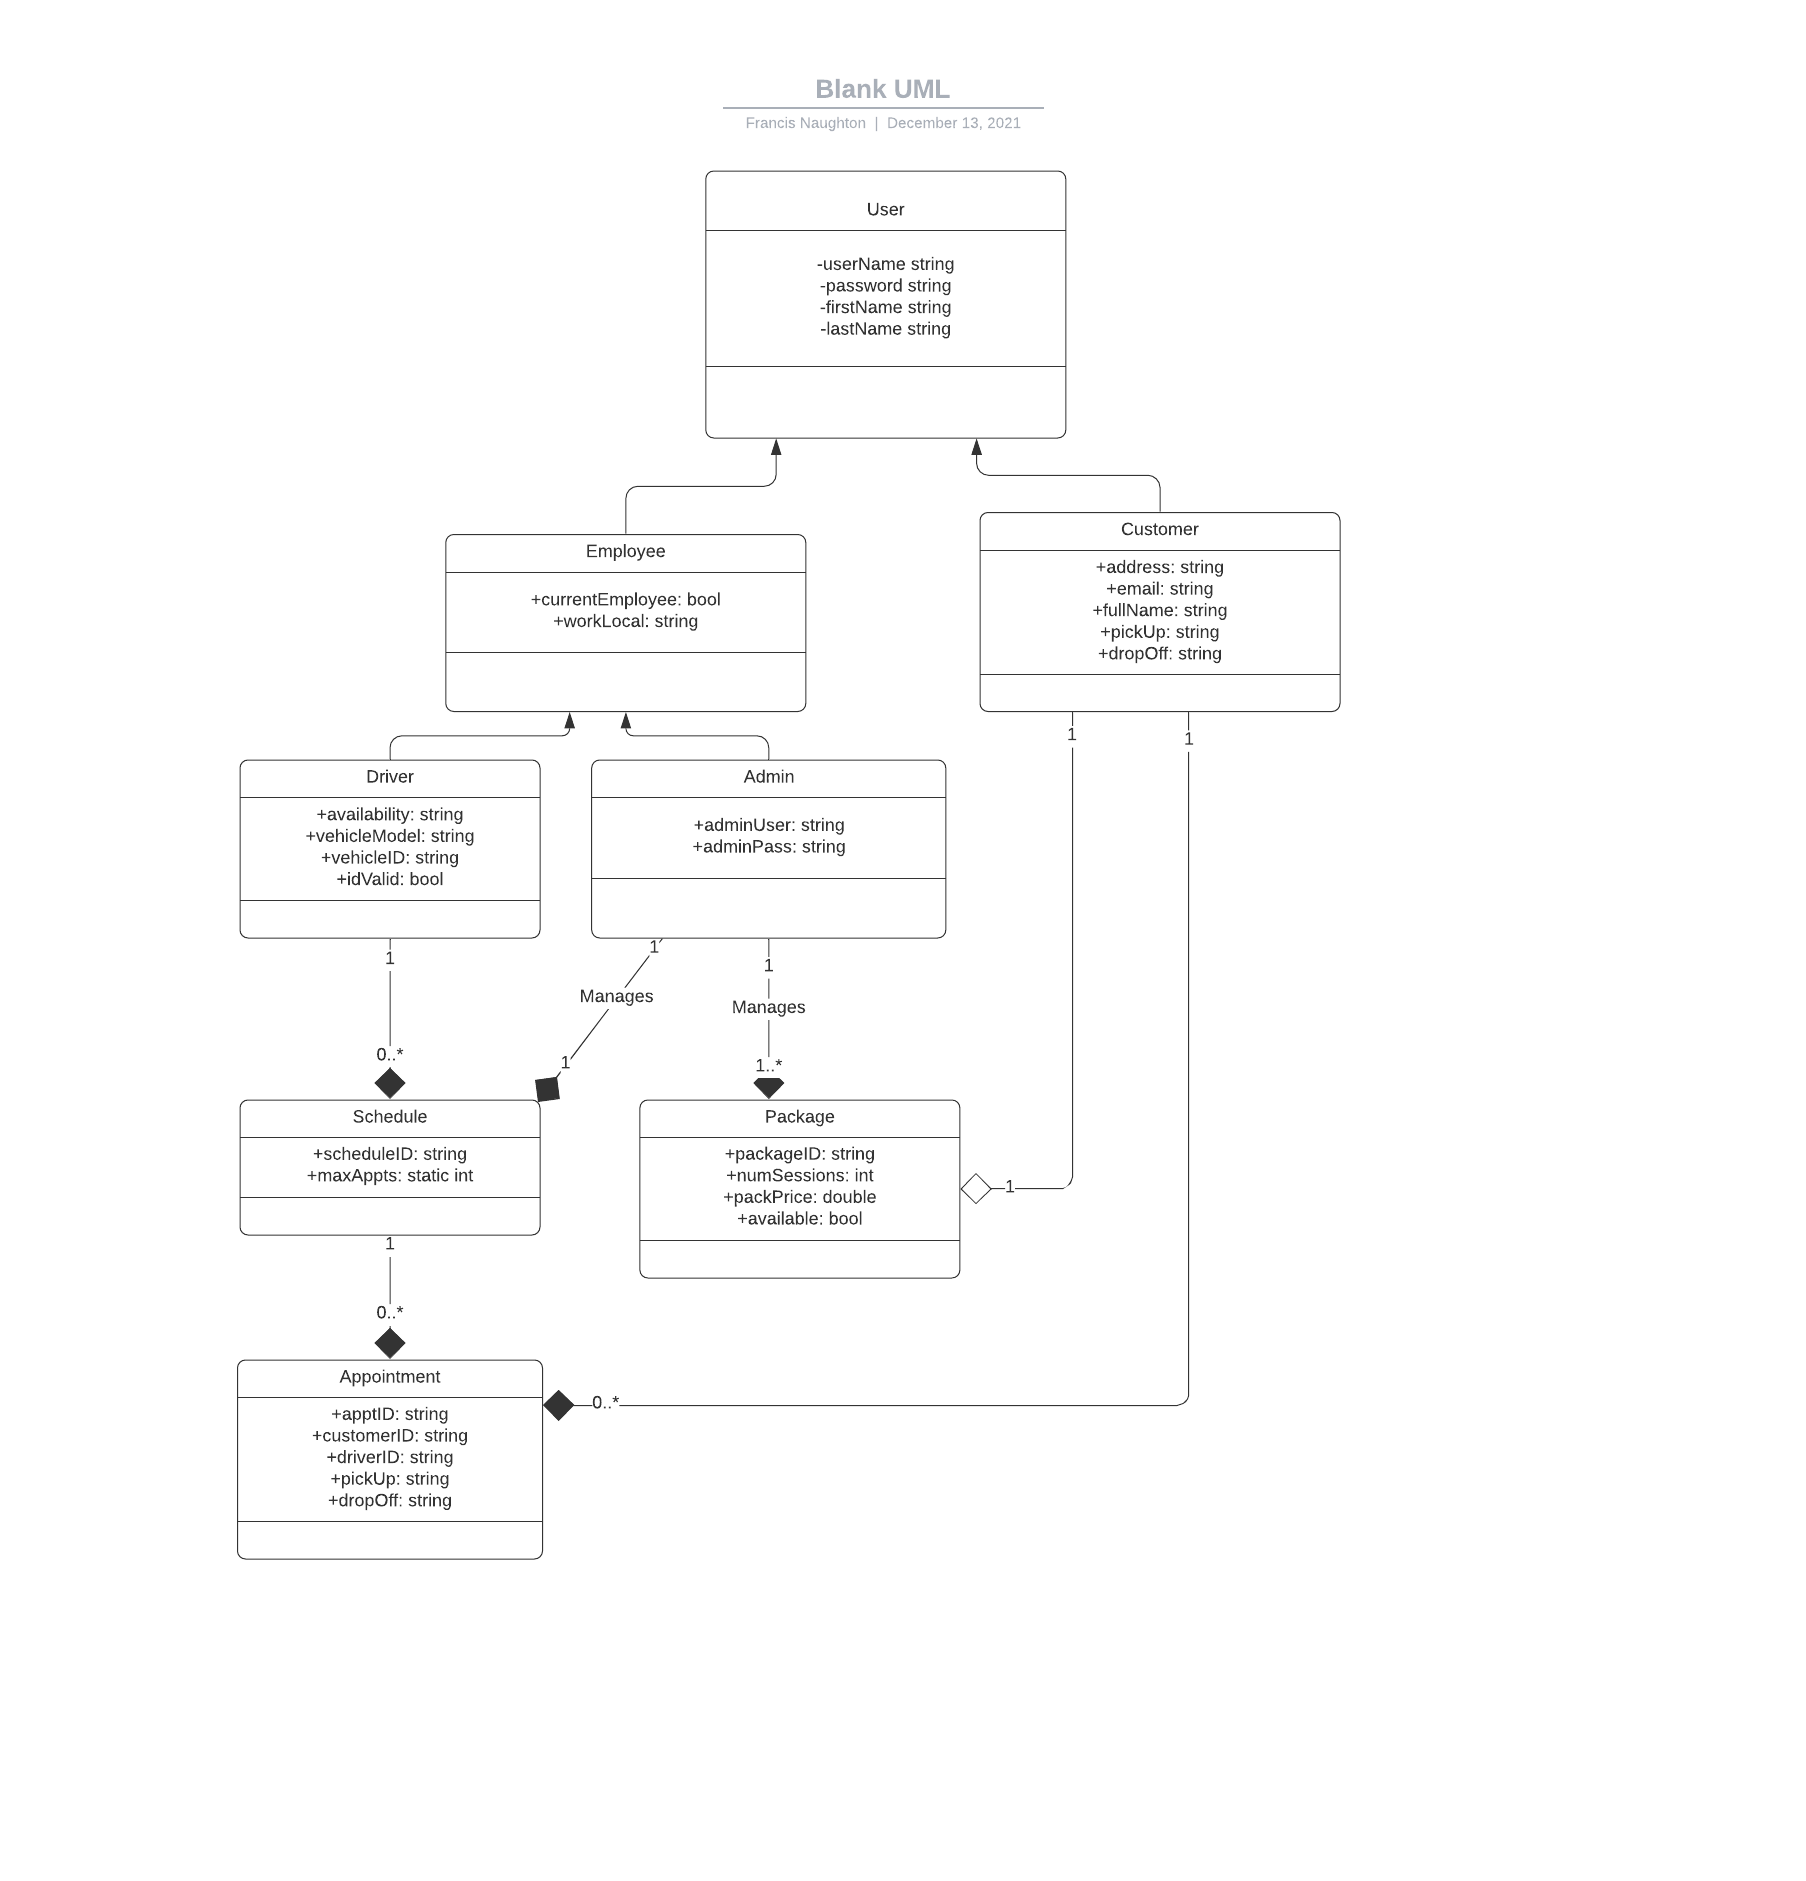 Blank UML
Francis Naughton | December 13, 2021
User
-userName string
-password string
-firstName string
-lastName string
Employee
+currentEmployee: bool
+workLocal: string
Customer
+address: string
+email: string
+fullName: string
+pickUp: string
+dropOff: string
1
1
Driver
+availability: string
+vehicleModel: string
+vehicleID: string
+idValid: bool
Admin
+adminUser: string
+adminPass: string
1
1
1
Manages
Manages
0..*
1
1..*
Schedule
+scheduleID: string
+maxAppts: static int
Package
+packageID: string
+numSessions: int
+packPrice: double
+available: bool
1
1
0..*
Appointment
+apptID: string
+customerID: string
+driverID: string
+pickUp: string
+dropOff: string
0..*